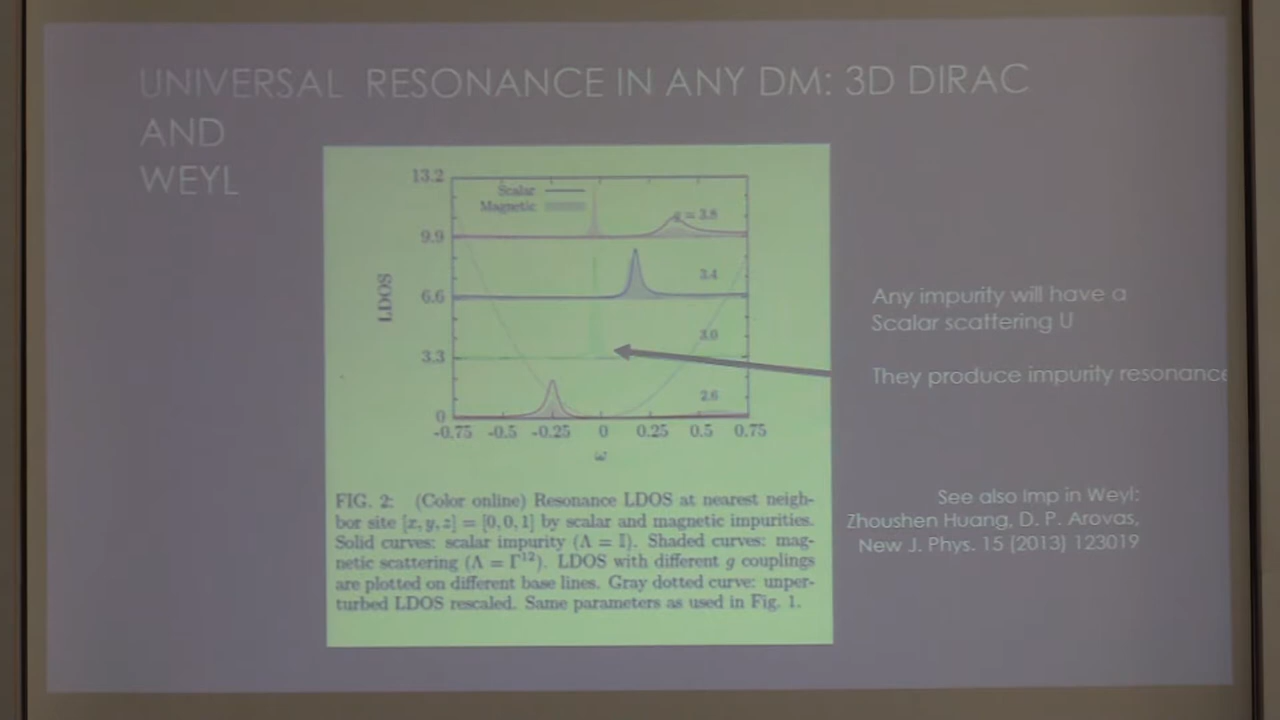 UNIVERSAL RESONANCE IN ANY DM: 3D DIRAC
AND
WEYL
13.2
Scalar
Magnetic
g = 3.8
9.9
3.4
LDOS
6.6
3.0
3.3
2.6
0
-0.75 -0.5 -0.25 0 0.25 0.5 0.75
ω
Any impurity will have a
Scalar scattering U
They produce impurity resonance
FIG. 2: (Color online) Resonance LDOS at nearest neigh-
bor site [x, y, z] = [0, 0, 1] by scalar and magnetic impurities.
Solid curves: scalar impurity (Λ = I). Shaded curves: mag-
netic scattering (Λ = Γ¹²). LDOS with different g couplings
are plotted on different base lines. Gray dotted curve: unper-
turbed LDOS rescaled. Same parameters as used in Fig. 1.
See also Imp in Weyl:
Zhoushen Huang, D. P. Arovas,
New J. Phys. 15 (2013) 123019